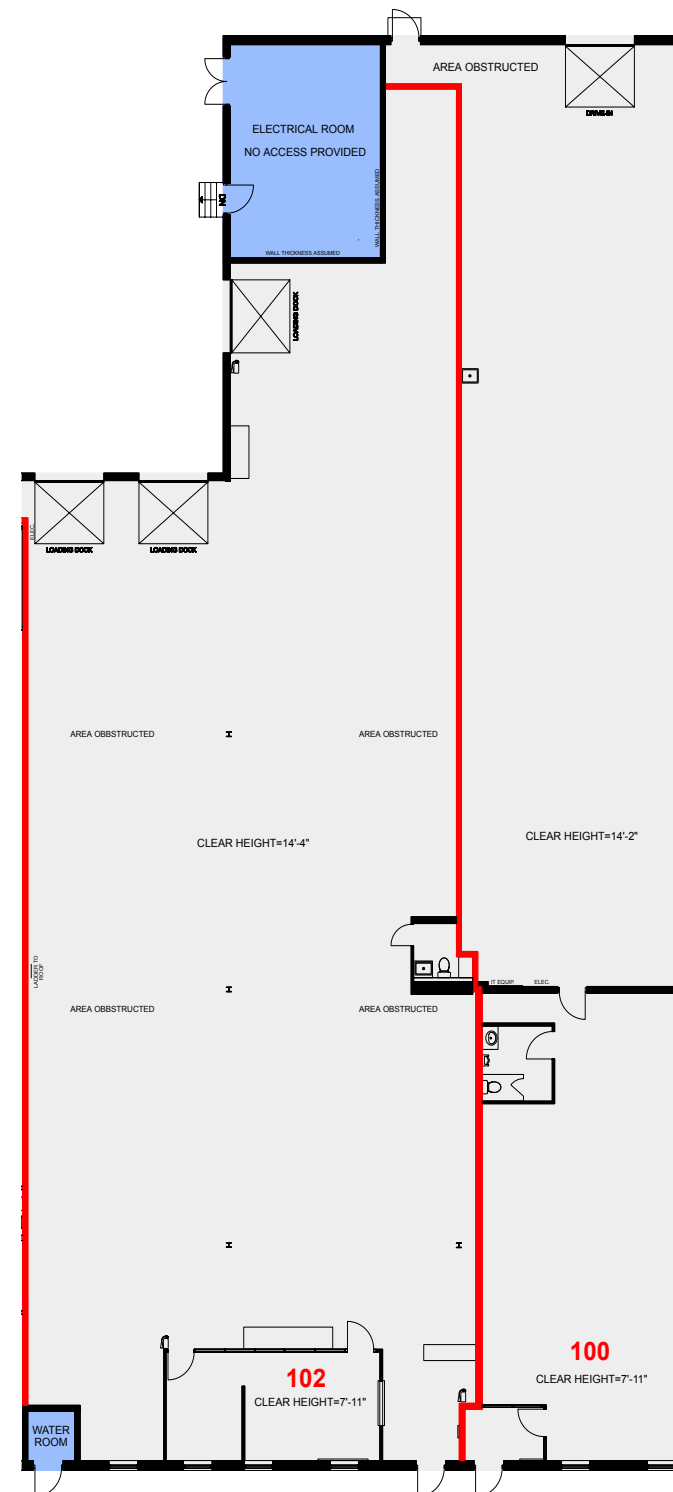 AREA OBSTRUCTED
DRIVE-IN
ELECTRICAL ROOM
NO ACCESS PROVIDED
WALL THICKNESS ASSUMED
DN
WALL THICKNESS ASSUMED
LOADING DOCK
ELEC.
LOADING DOCK
LOADING DOCK
AREA OBBSTRUCTED
AREA OBSTRUCTED
CLEAR HEIGHT=14'-4"
CLEAR HEIGHT=14'-2"
LADDER TO
ROOF
IT EQUIP.
ELEC.
AREA OBBSTRUCTED
AREA OBSTRUCTED
100
CLEAR HEIGHT=7'-11"
102
CLEAR HEIGHT=7'-11"
WATER
ROOM